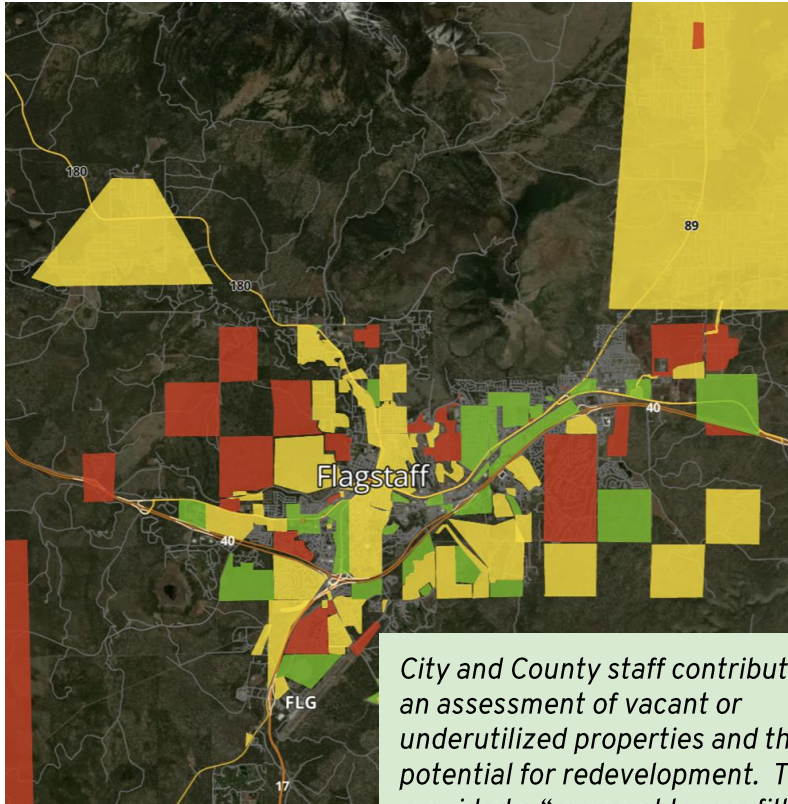 180
89
180
40
Flagstaff
40
FLG
17
City and County staff contribut
an assessment of vacant or
underutilized properties and th
potential for redevelopment. T